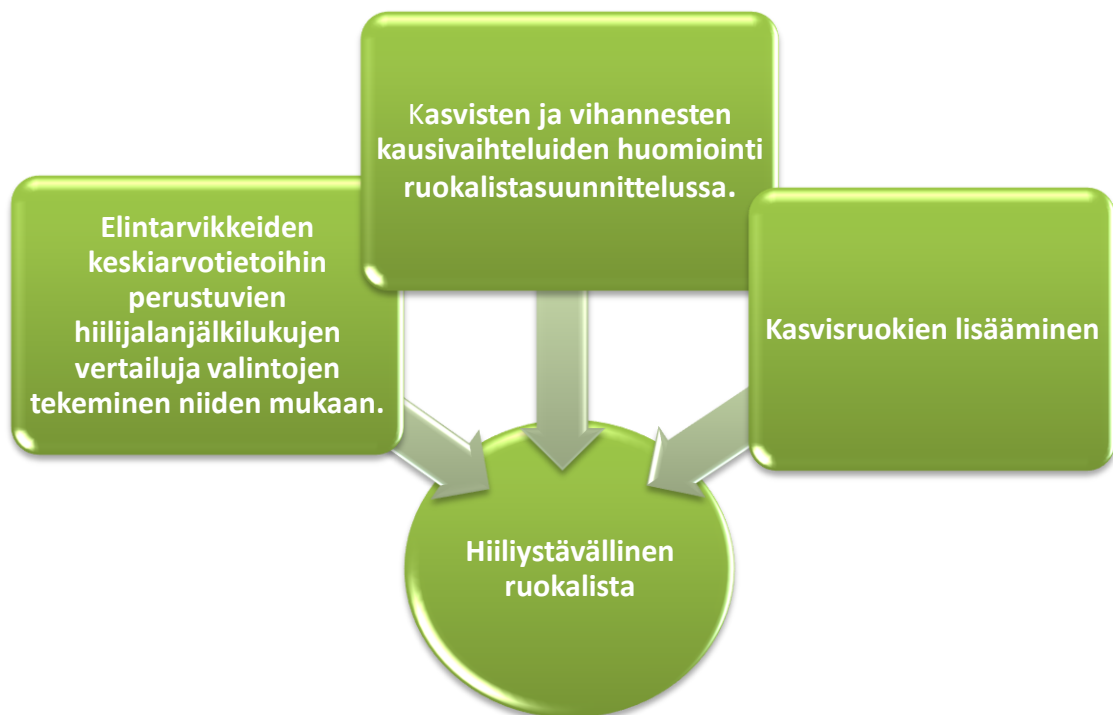 Elintarvikkeiden
keskiarvotietoihin
perustuvien
hiilijalanjälkilukujen
vertailuja valintojen
tekeminen niiden mukaan.
Kasvisten ja vihannesten
kausivaihteluiden huomiointi
ruokalistasuunnittelussa.
Kasvisruokien lisääminen
Hiiliystävällinen
ruokalista